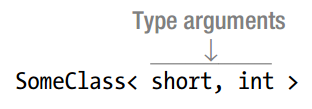 Type arguments
SomeClass< short, int >